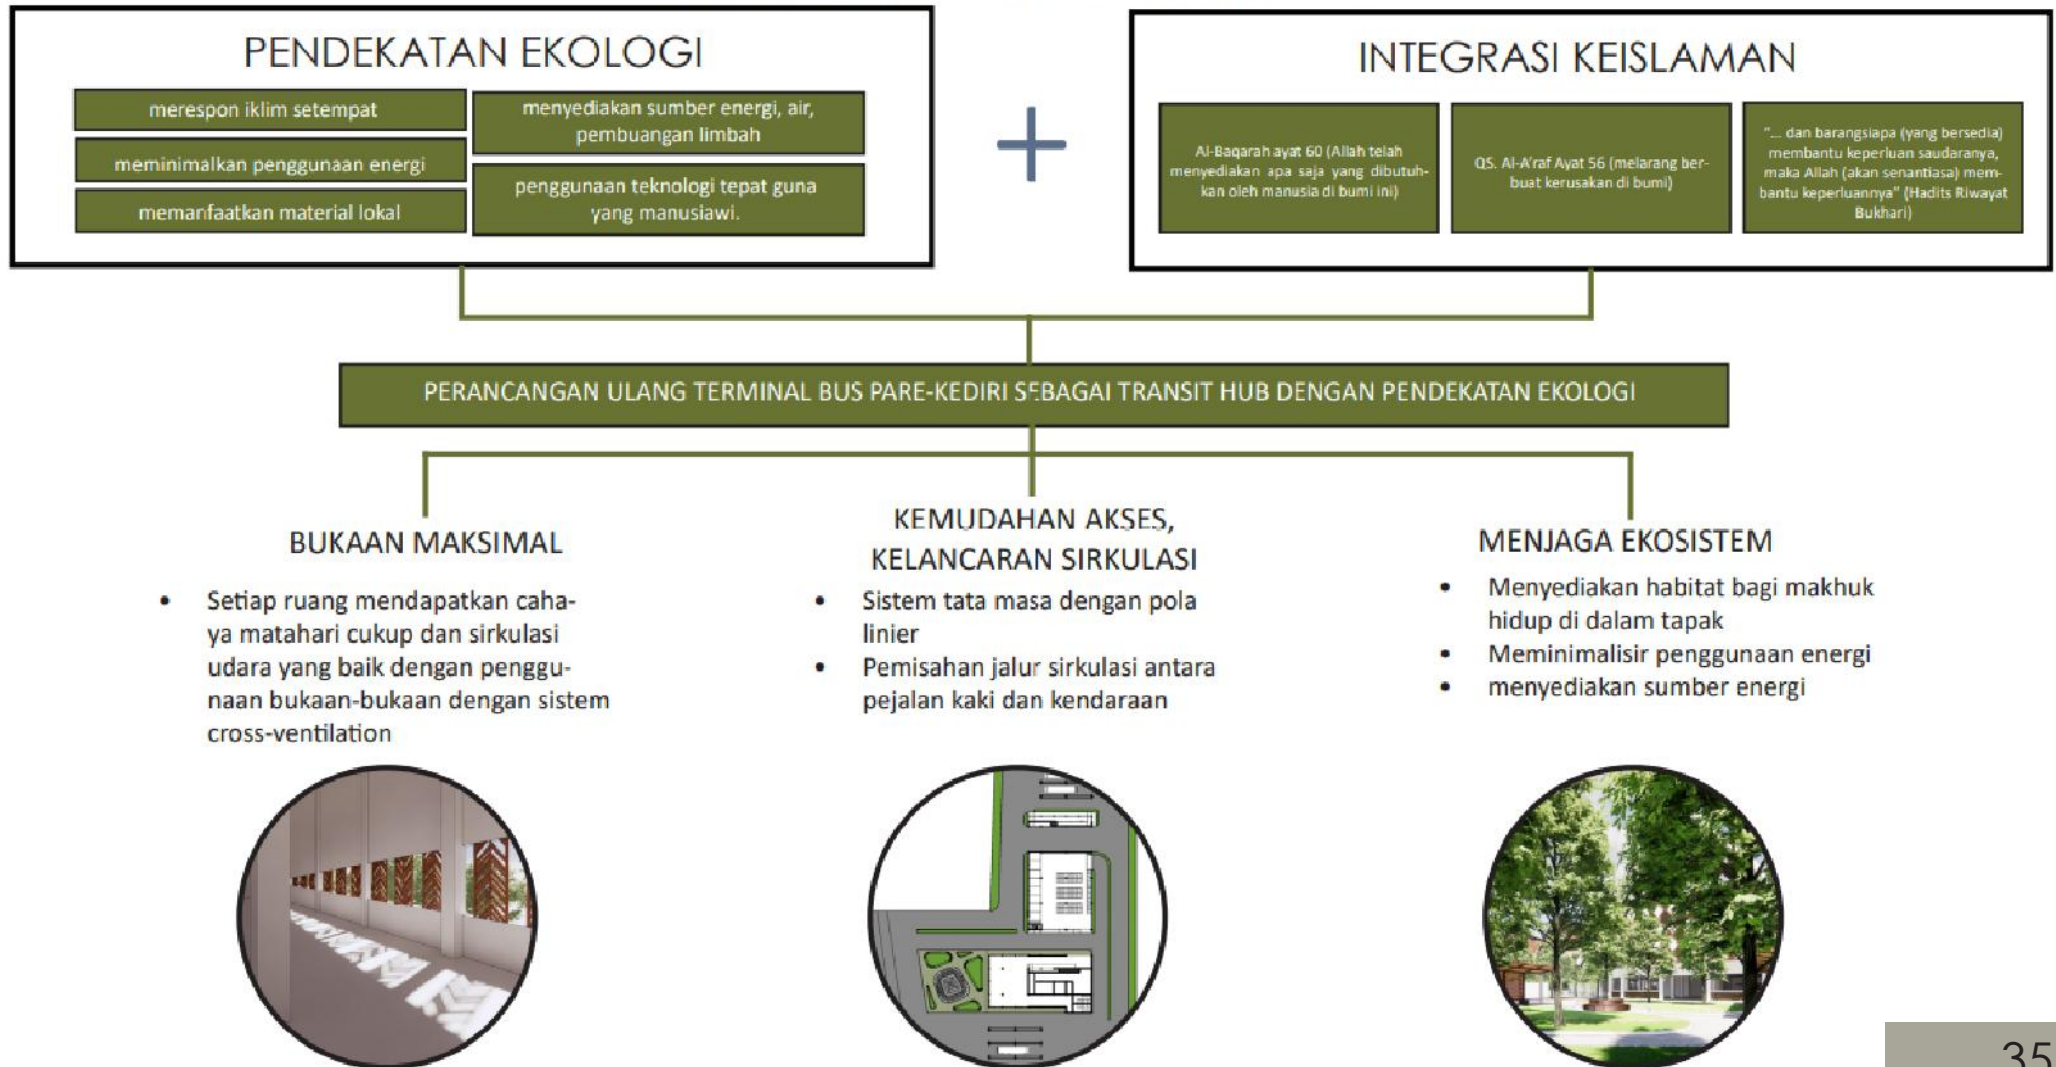 PENDEKATAN EKOLOGI
merespon iklim setempat
meminimalkan penggunaan energi
memanfaatkan material lokal
menyediakan sumber energi, air,
pembuangan limbah
penggunaan teknologi tepat guna
yang manusiawi.
+
INTEGRASI KEISLAMAN
Al-Baqarah ayat 60 (Allah telah
menyediakan apa saja yang dibutuh-
kan oleh manusia di bumi ini)
QS. Al-A'raf Ayat 56 (melarang ber-
buat kerusakan di bumi)
"... dan barangsiapa (yang bersedia)
membantu keperluan saudaranya,
maka Allah (akan senantiasa) mem-
bantu keperluannya" (Hadits Riwayat
Bukhari)
PERANCANGAN ULANG TERMINAL BUS PARE-KEDIRI SEBAGAI TRANSIT HUB DENGAN PENDEKATAN EKOLOGI
BUKAAN MAKSIMAL
• Setiap ruang mendapatkan caha-
ya matahari cukup dan sirkulasi
udara yang baik dengan penggu-
naan bukaan-bukaan dengan sistem
cross-ventilation
KEMUDAHAN AKSES,
KELANCARAN SIRKULASI
• Sistem tata masa dengan pola
linier
• Pemisahan jalur sirkulasi antara
pejalan kaki dan kendaraan
MENJAGA EKOSISTEM
• Menyediakan habitat bagi makhuk
hidup di dalam tapak
• Meminimalisir penggunaan energi
• menyediakan sumber energi
35